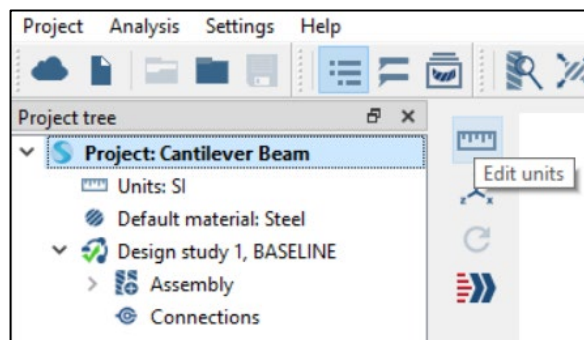 Project Analysis Settings Help
Project tree
Project: Cantilever Beam
Edit units
Units: SI
Default material: Steel
Design study 1, BASELINE
Assembly
Connections